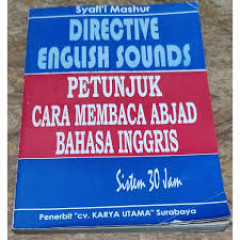 Syafi'i Mashur
DIRECTIVE
ENGLISH SOUNDS
PETUNJUK
CARA MEMBACA ABJAD
BAHASA INGGRIS
Sistem 30 Jam
Penerbit "cv. KARYA UTAMA" Surabaya